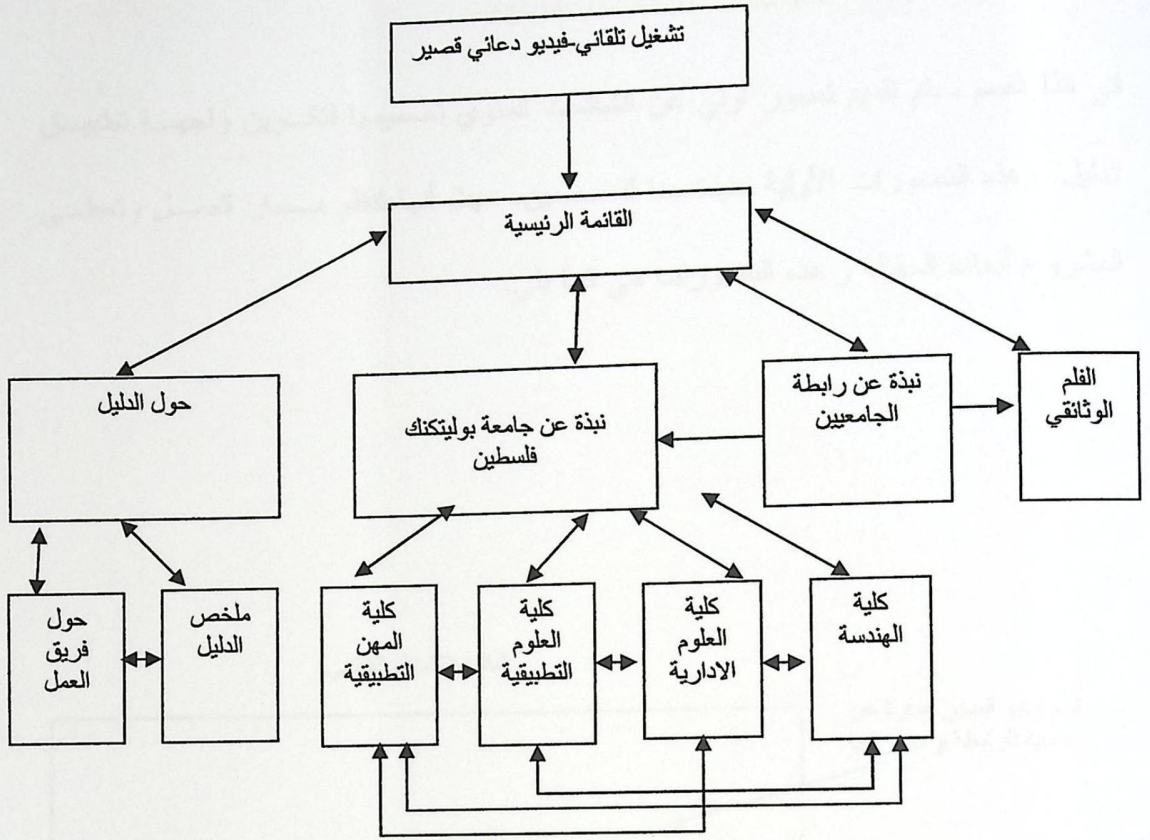 تشغيل تلقائي-فيديو دعائي قصير
القائمة الرئيسية
الفلم
الوثائقي
نبذة عن رابطة
الجامعيين
نبذة عن جامعة بوليتكنك
فلسطين
حول الدليل
كلية
الهندسة
كلية
العلوم
الادارية
كلية
العلوم
التطبيقية
كلية
المهن
التطبيقية
ملخص
الدليل
حول
فريق
العمل